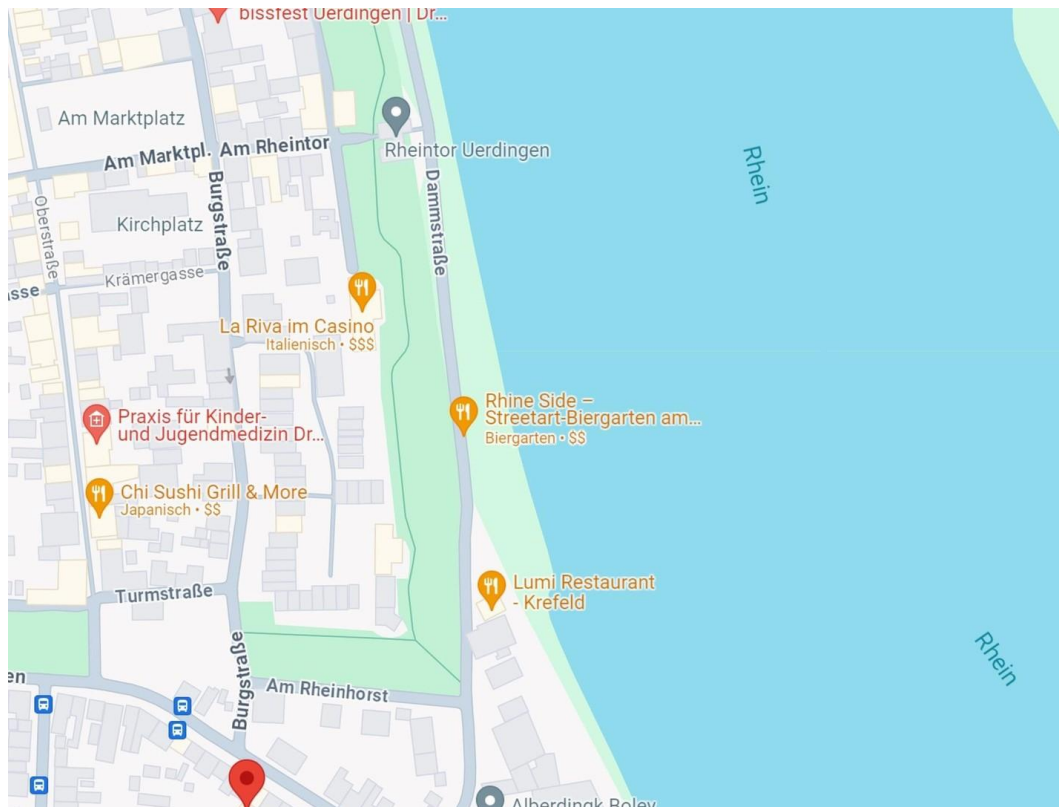 bissfest Uerdingen | Dr...
Am Marktplatz
Am Marktpl.
Am Rheintor
Rheintor Uerdingen
Rhein
Burgstraße
Dammstraße
Oberstraße
Kirchplatz
Krämergasse
sse
La Riva im Casino
Italienisch • $$$
Rhine Side –
Streetart-Biergarten am...
Biergarten • $$
Praxis für Kinder-
und Jugendmedizin Dr...
Chi Sushi Grill & More
Japanisch • $$
Lumi Restaurant
- Krefeld
Turmstraße
Rhein
Burgstraße
en
Am Rheinhorst
Alberdingk Boley